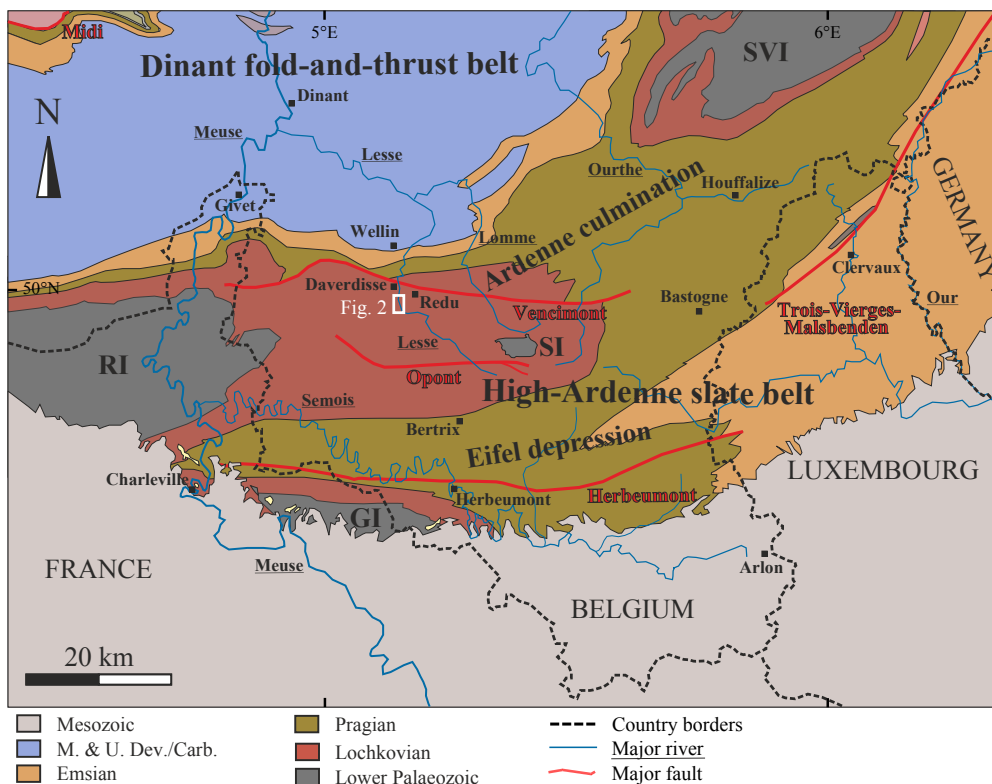 5°E
6°E
Midi
SVI
Dinant fold-and-thrust belt
Dinant
N
Meuse
Lesse
Ourthe
Houffalize
GERMANY
Givet
Ardenne culmination
Wellin
Lomme
Clervaux
50°N
Daverdisse
Redu
Fig. 2
Vencimont
Bastogne
Trois-Vierges-
Malsbenden
Our
Lesse
SI
RI
Opont
High-Ardenne slate belt
Semois
Bertrix
Eifel depression
LUXEMBOURG
Charleville
Herbeumont
Herbeumont
GI
FRANCE
Meuse
Arlon
BELGIUM
20 km
Mesozoic
M. & U. Dev./Carb.
Emsian
Pragian
Lochkovian
Lower Palaeozoic
Country borders
Major river
Major fault